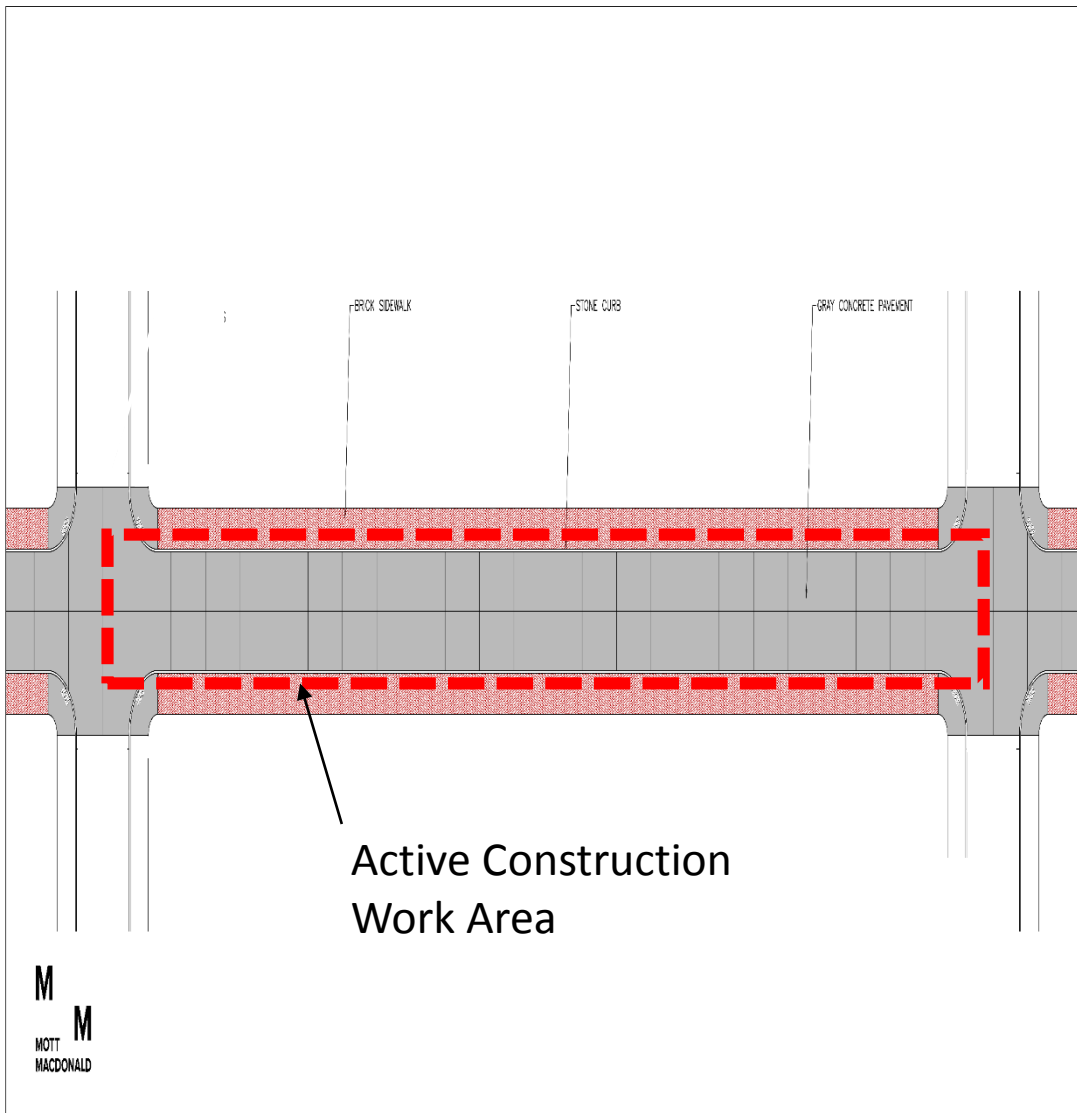 BRICK SIDEWALK
STONE CURB
GRAY CONCRETE PAVEMENT
S
Active Construction
Work Area
M
M
MOTT
MACDONALD